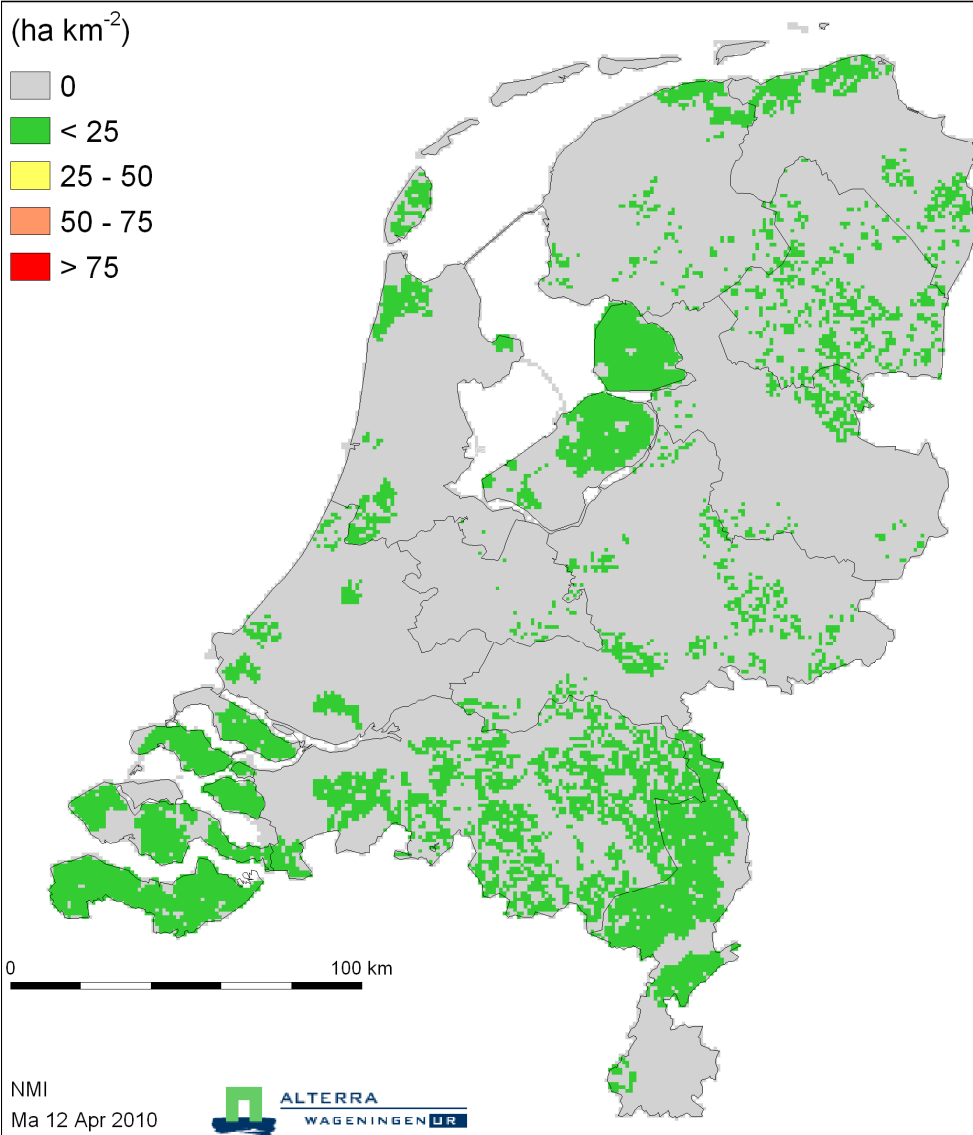 (ha km-2)
0
< 25
25 - 50
50 - 75
> 75
0 100 km
NMI
Ma 12 Apr 2010
ALTERRA
WAGENINGEN UR